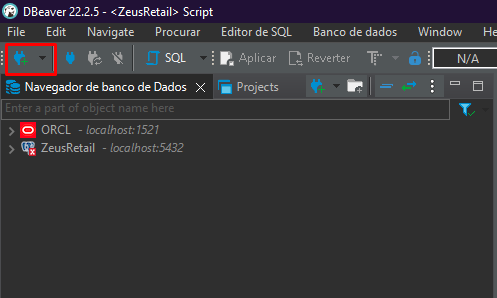 DBeaver 22.2.5 - <ZeusRetail> Script
File Edit Navigate Procurar Editor de SQL Banco de dados Ja
SQL Aplicar Reverter T N/A
Navegador de banco de Dados Projects
Enter a part of object name here
ORCL - localhost:1521
ZeusRetail - localhost:5432